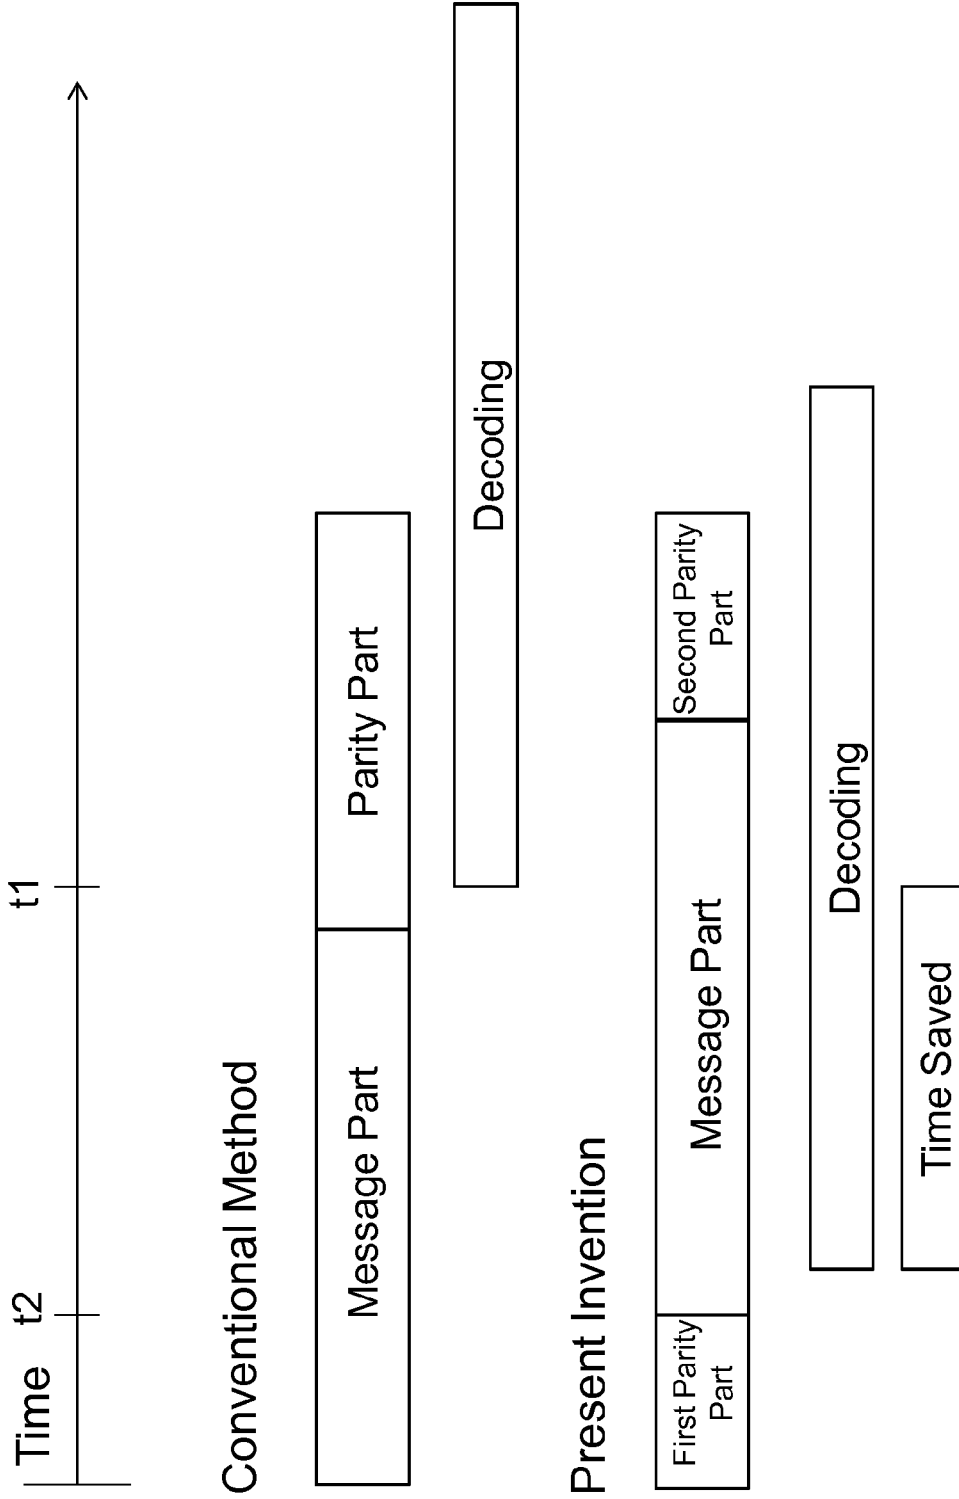 Time
t2
t1
Conventional Method
Message Part
Parity Part
Decoding
Present Invention
First Parity
Part
Message Part
Second Parity
Part
Decoding
Time Saved